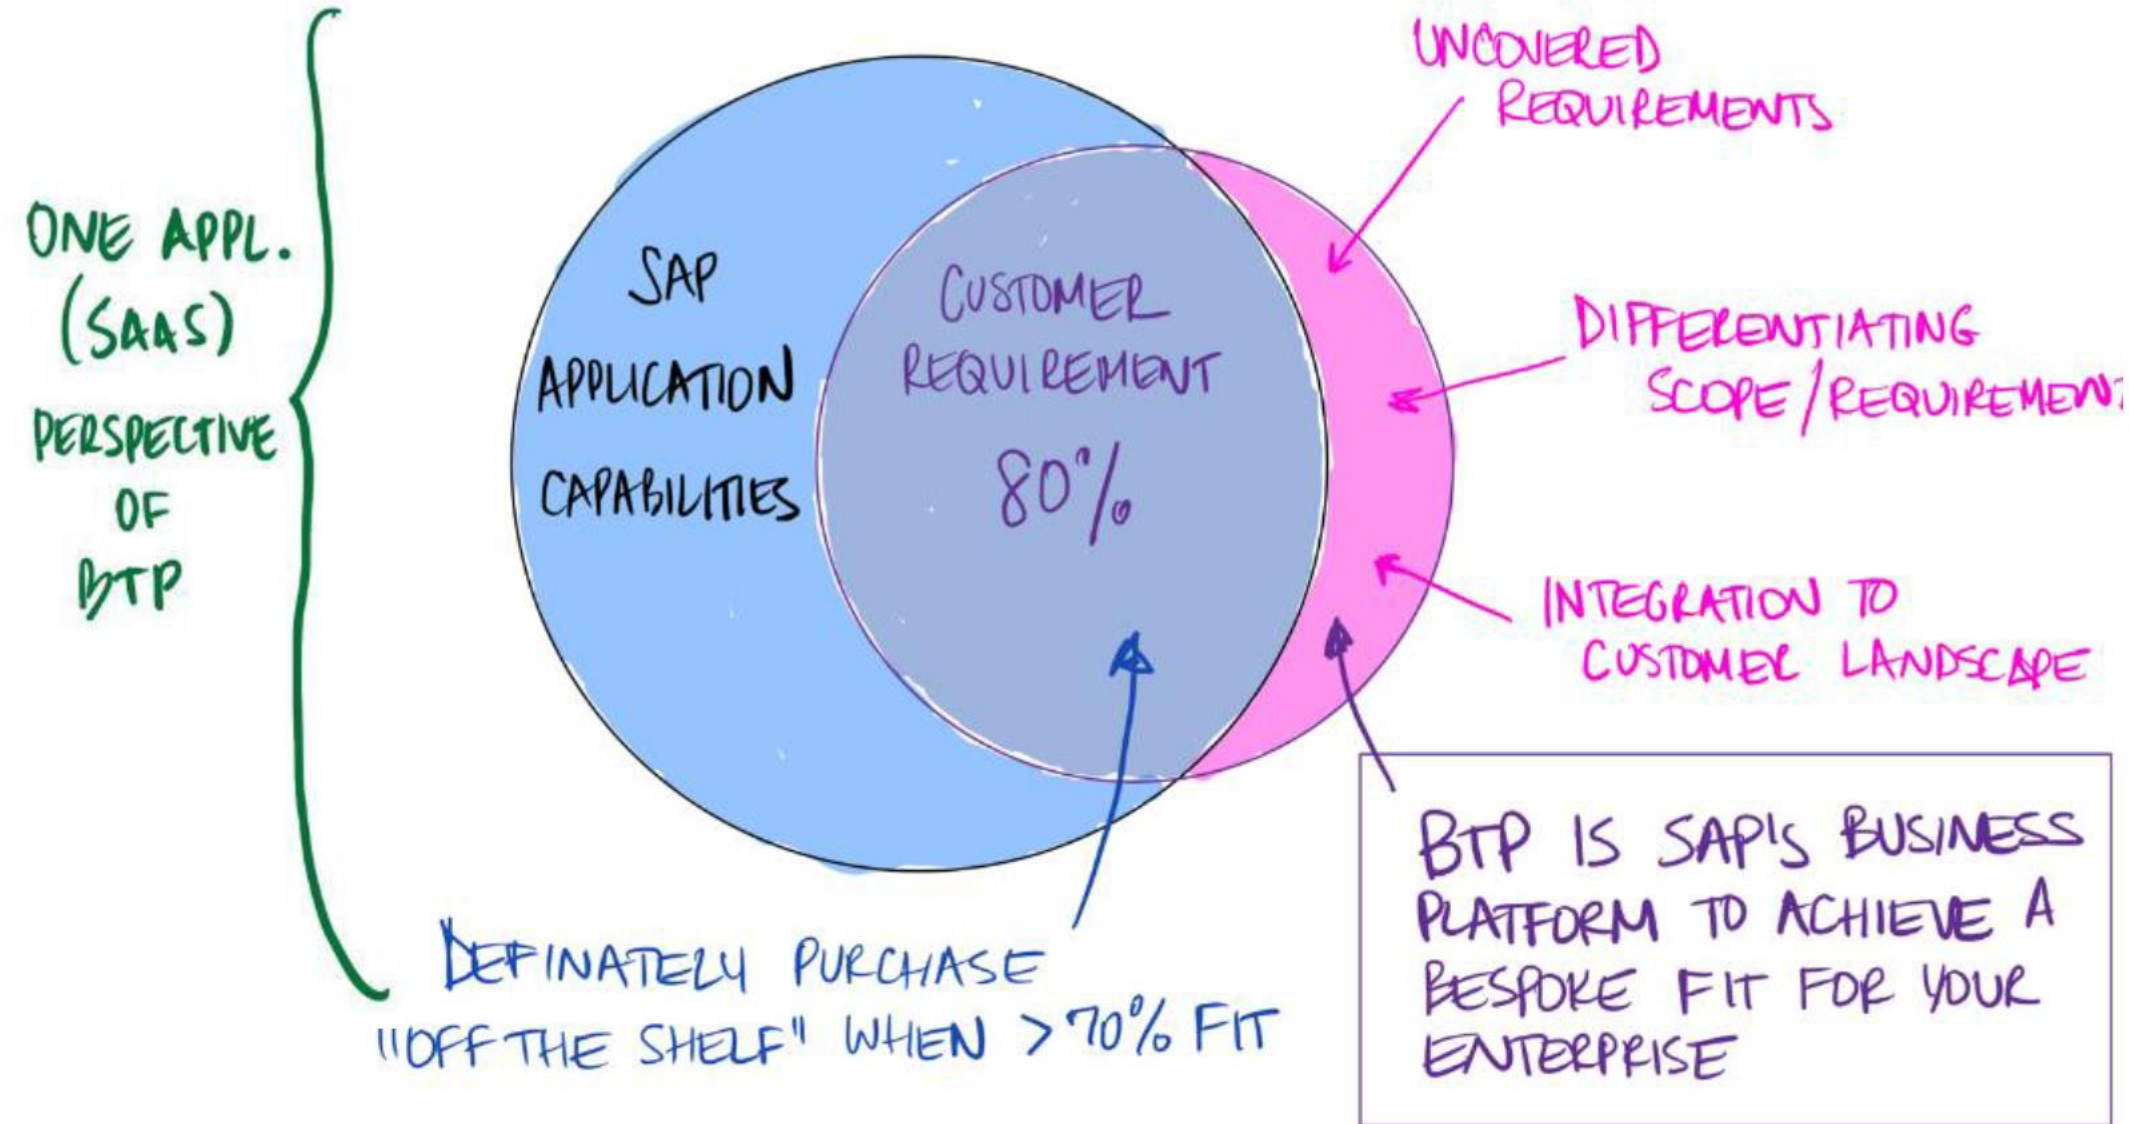 ONE APPL.
(SAAS)
PERSPECTIVE
OF
BTP
SAP
APPLICATION
CAPABILITIES
CUSTOMER
REQUIREMENT
80%
UNCOVERED
REQUIREMENTS
DIFFERENTIATING
SCOPE/REQUIREMENT
INTEGRATION TO
CUSTOMER LANDSCAPE
DEFINATELY PURCHASE
"OFF THE SHELF" WHEN > 70% FIT
BTP IS SAP'S BUSINESS
PLATFORM TO ACHIEVE A
BESPOKE FIT FOR YOUR
ENTERPRISE